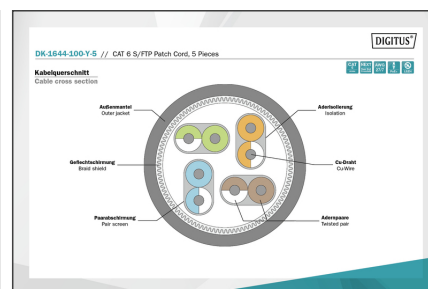 DIGITUS®
DK-1644-100-Y-5 // CAT 6 S/FTP Patch Cord, 5 Pieces
Kabelquerschnitt
Cable cross section
Außenmantel
Outer jacket
Aderisolierung
Isolation
Geflechtschirmung
Braid shield
Cu-Draht
Cu-Wire
Paarabschirmung
Pair screen
Adernpaare
Twisted pair